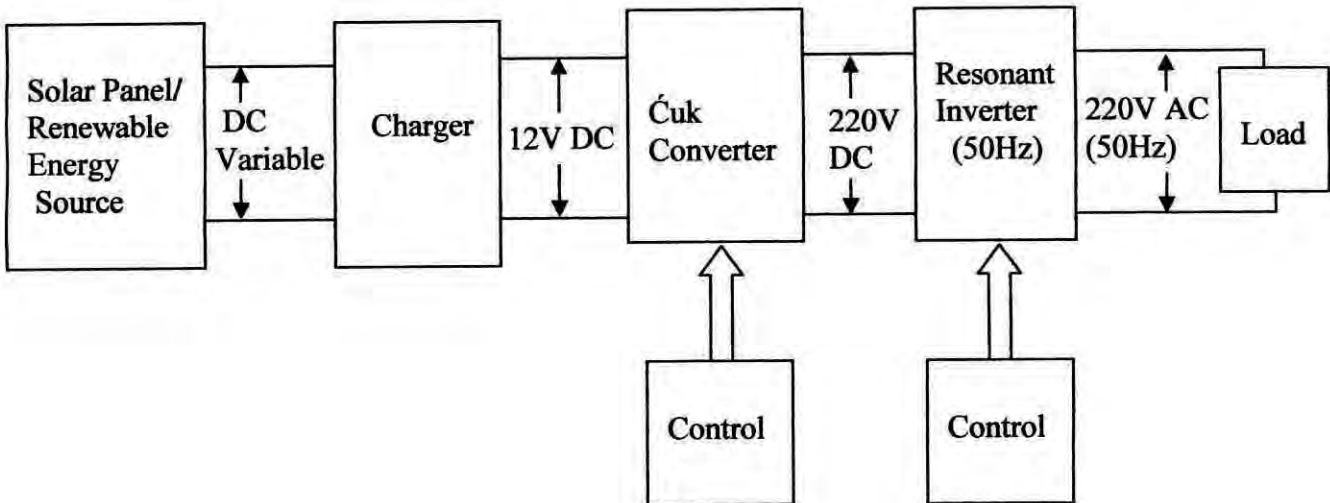 Solar Panel/
Renewable
Energy
Source
DC
Variable
Charger
12V DC
Ćuk
Converter
220V
DC
Resonant
Inverter
(50Hz)
220V AC
(50Hz)
Load
Control
Control